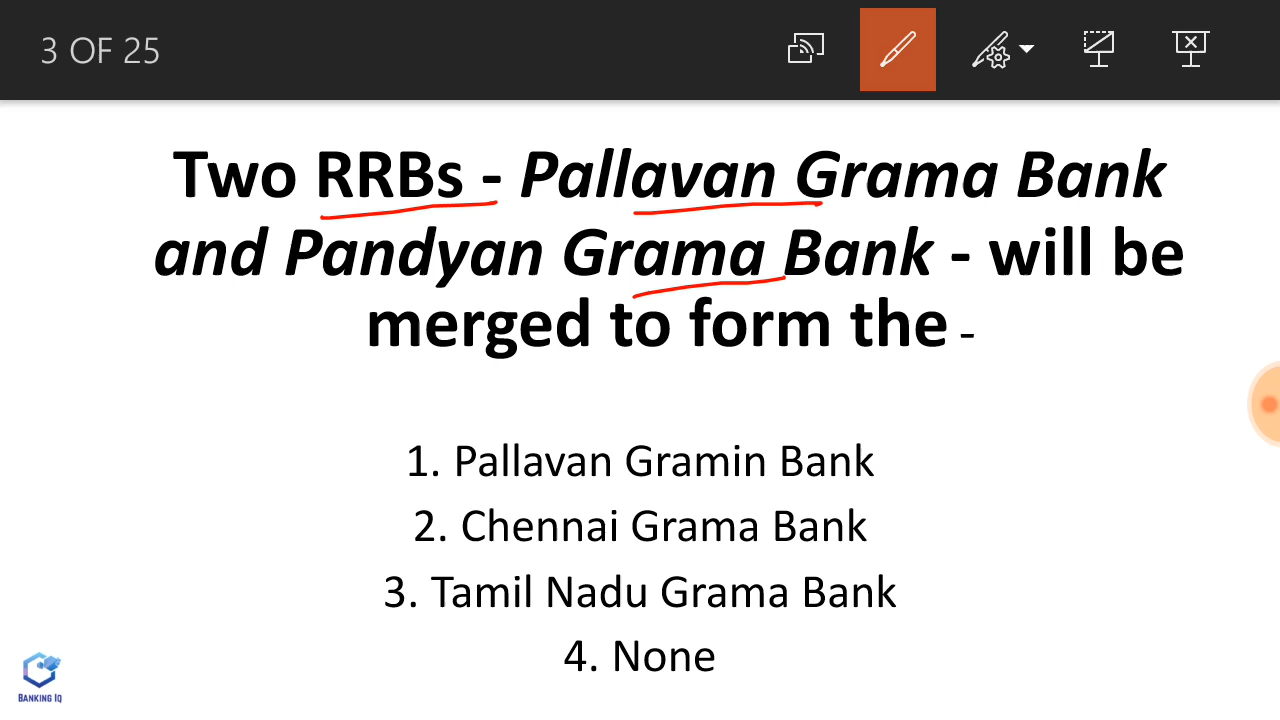 3 OF 25
Two RRBs - Pallavan Grama Bank
and Pandyan Grama Bank - will be
merged to form the -
1. Pallavan Gramin Bank
2. Chennai Grama Bank
3. Tamil Nadu Grama Bank
4. None
BANKING IQ